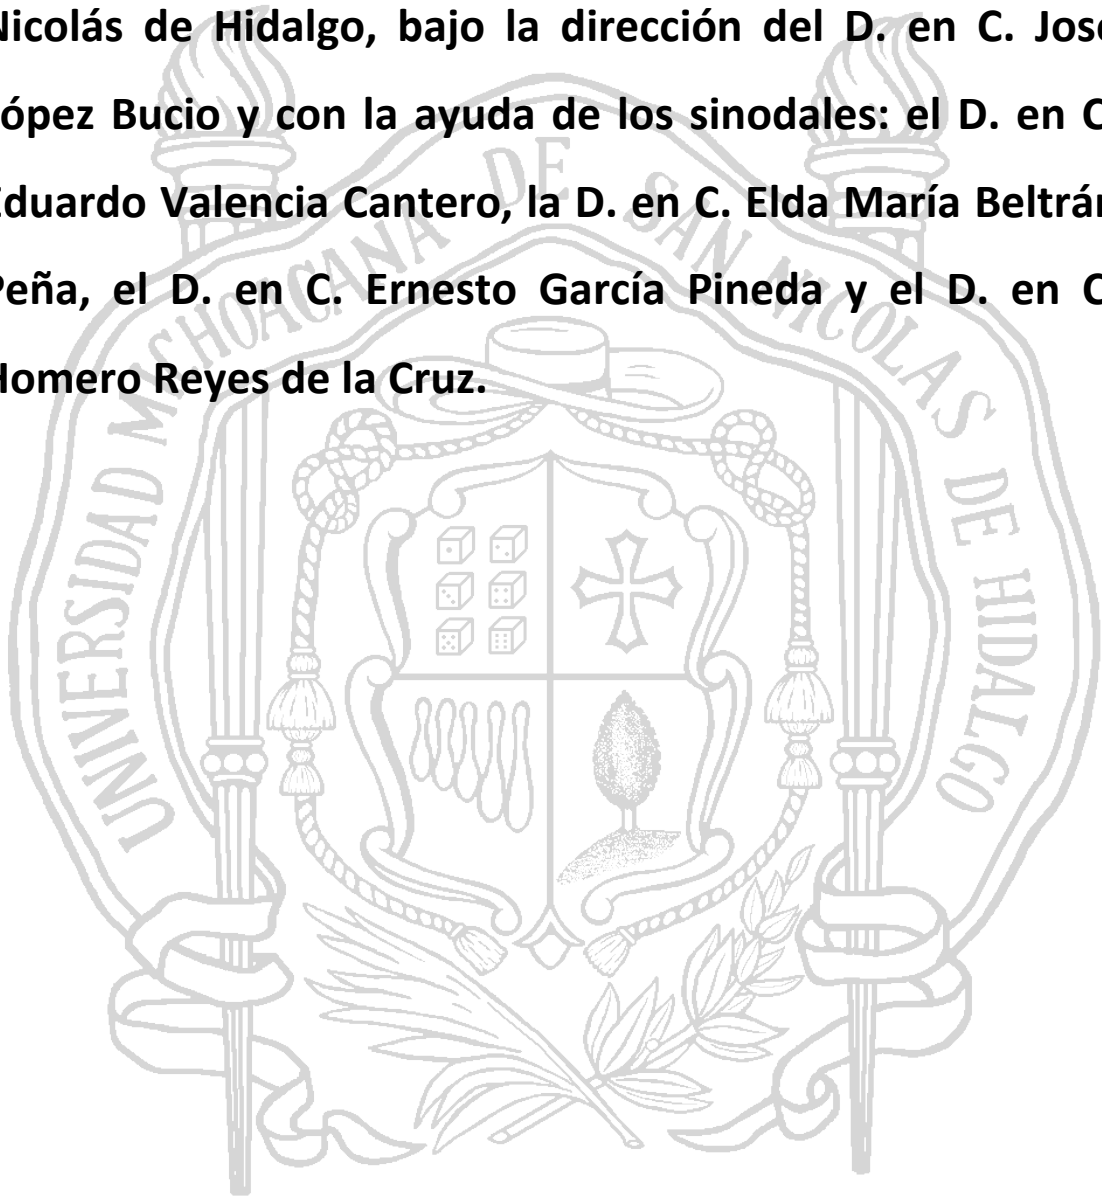 Nicolás de Hidalgo, bajo la dirección del D. en C. José
López Bucio y con la ayuda de los sinodales: el D. en C.
Eduardo Valencia Cantero, la D. en C. Elda María Beltrán
Peña, el D. en C. Ernesto García Pineda y el D. en C.
Homero Reyes de la Cruz.
UNIVERSIDAD MICHOACANA DE SAN NICOLAS DE HIDALGO